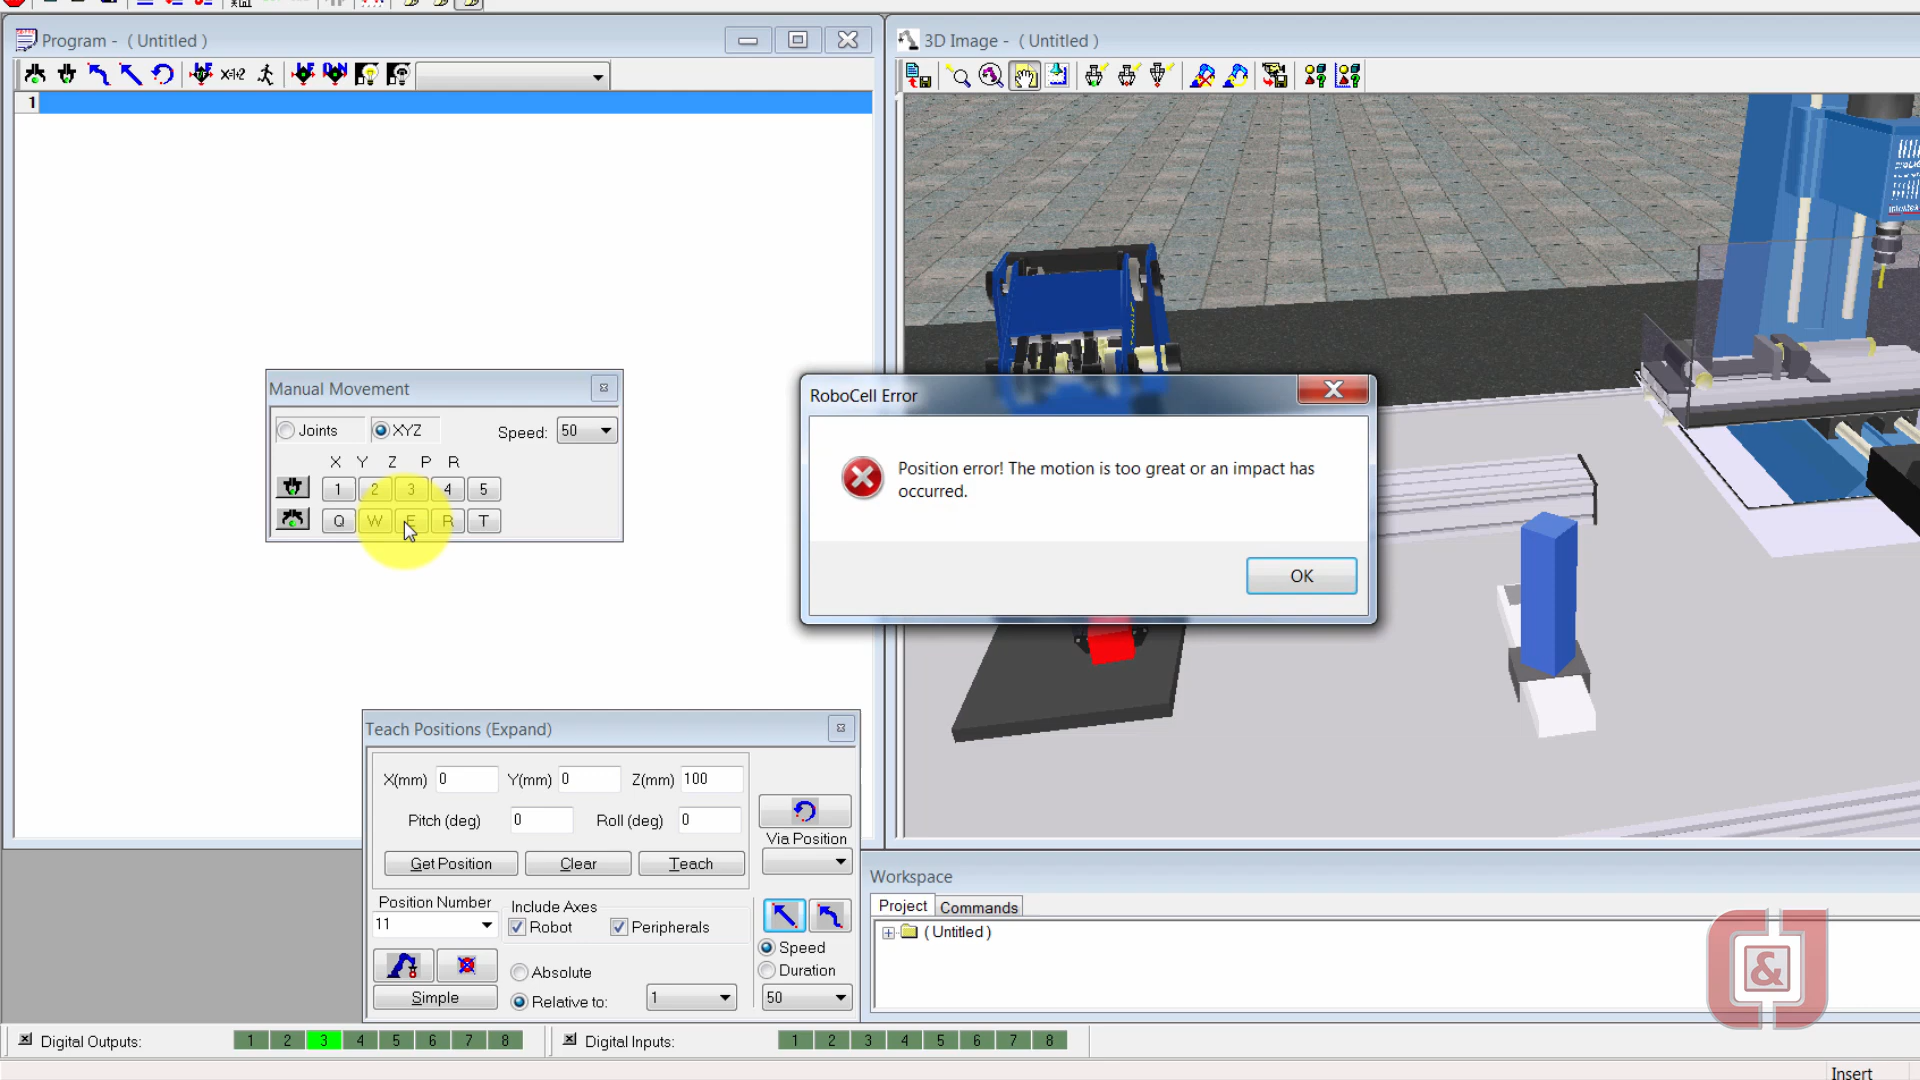 Program - ( Untitled )
3D Image - ( Untitled )
X=1+2
1
Manual Movement
Joints XYZ Speed: 50
X Y Z P R
1 2 3 4 5
Q W E R T
RoboCell Error
Position error! The motion is too great or an impact has
occurred.
OK
Teach Positions (Expand)
X(mm) 0 Y(mm) 0 Z(mm) 100
Pitch (deg) 0 Roll (deg) 0
Via Position
Get Position Clear Teach
Position Number
11
Include Axes
Robot Peripherals
Speed
Duration
50
Absolute
Simple
Relative to: 1
Workspace
Project Commands
( Untitled )
C&J
Digital Outputs: 1 2 3 4 5 6 7 8
Digital Inputs: 1 2 3 4 5 6 7 8
Insert